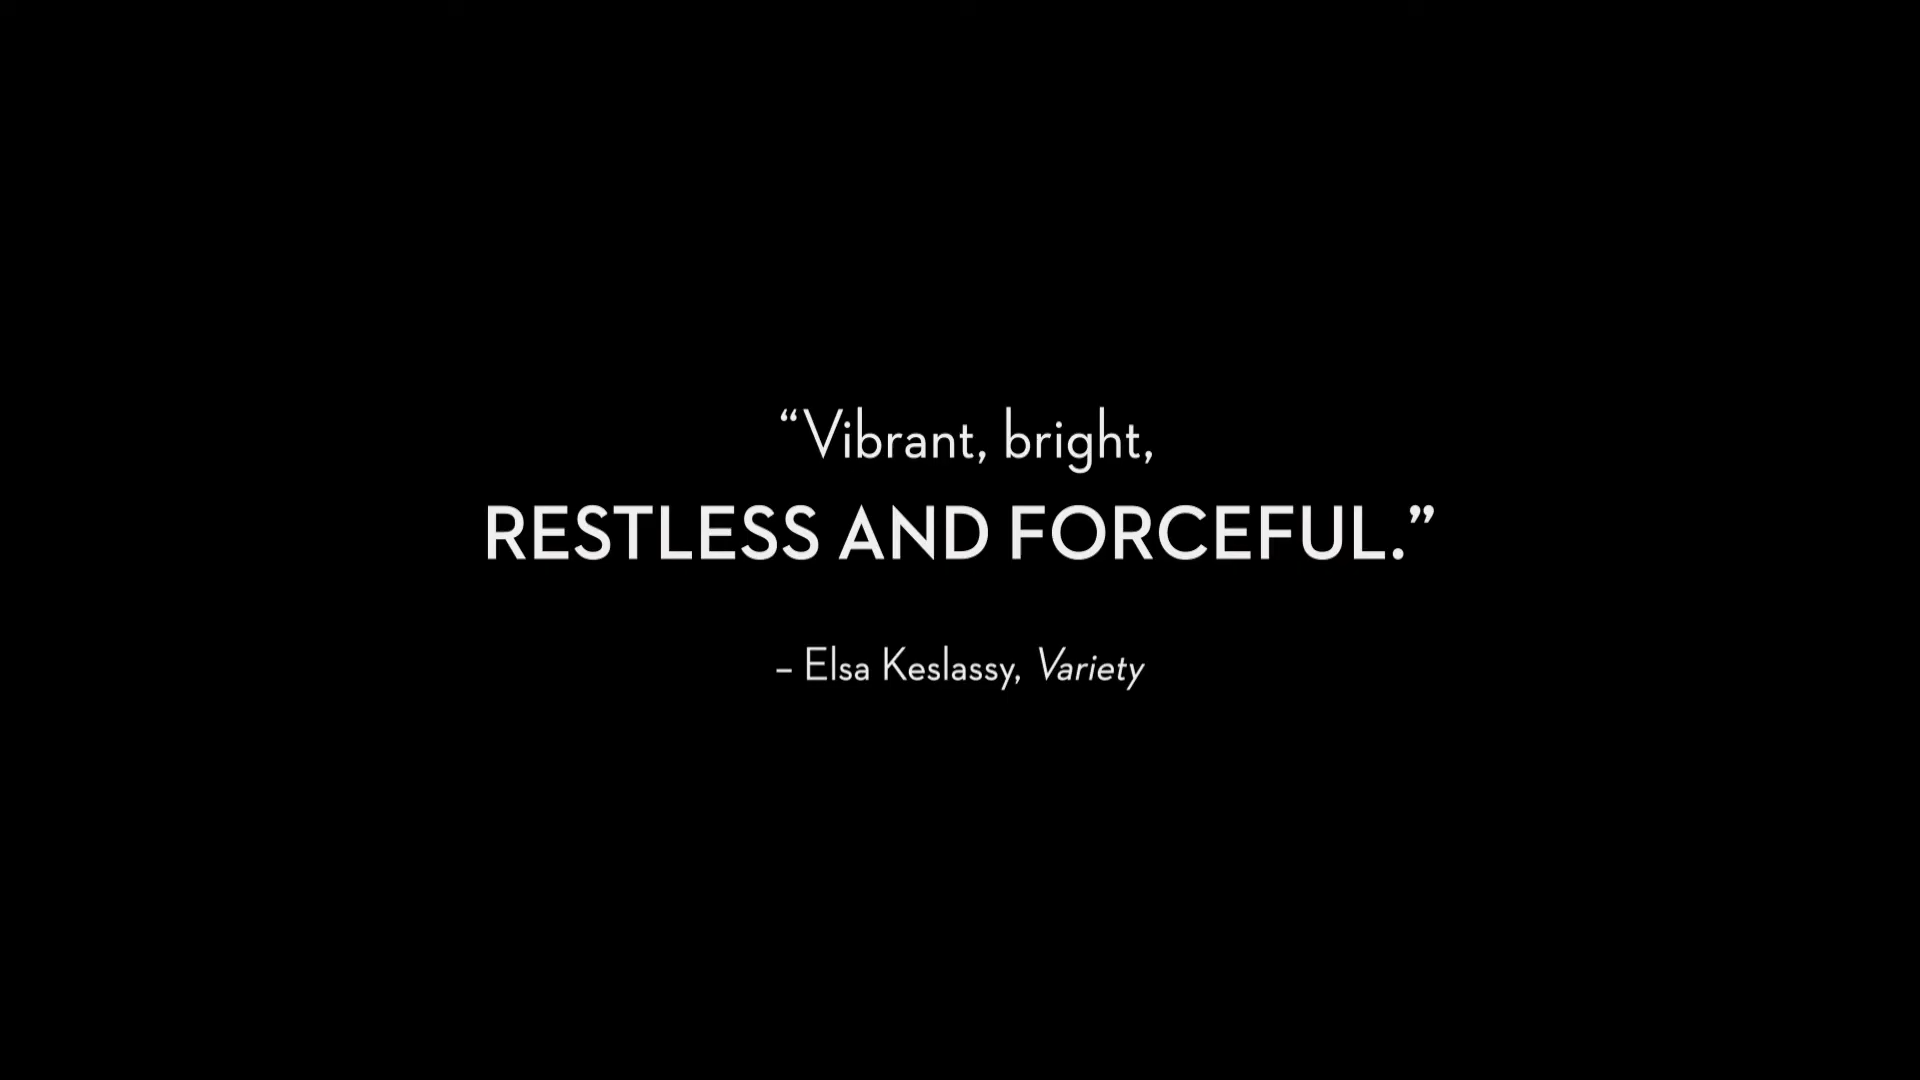 “Vibrant, bright,
RESTLESS AND FORCEFUL.”
– Elsa Keslassy, Variety